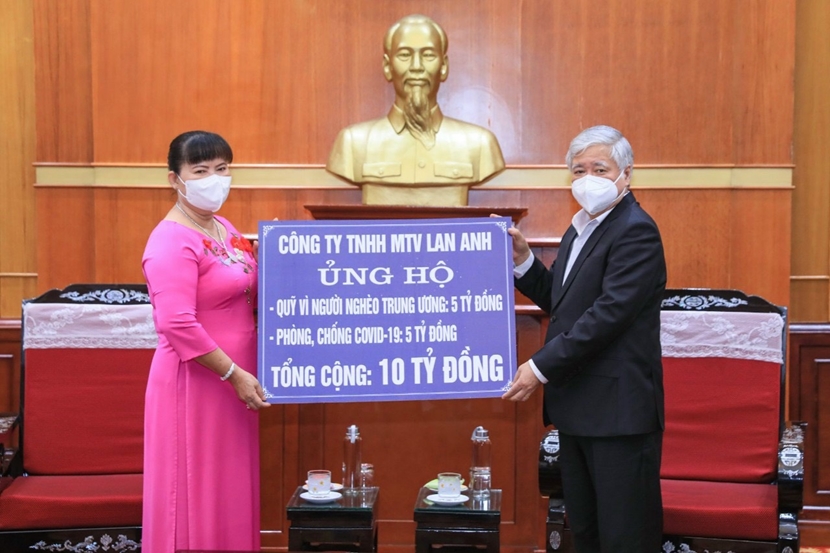 CÔNG TY TNHH MTV LAN ANH
ỦNG HỘ
- QUỸ VÌ NGƯỜI NGHÈO TRUNG ƯƠNG: 5 TỶ ĐỒNG
- PHÒNG, CHỐNG COVID-19: 5 TỶ ĐỒNG
TỔNG CỘNG: 10 TỶ ĐỒNG